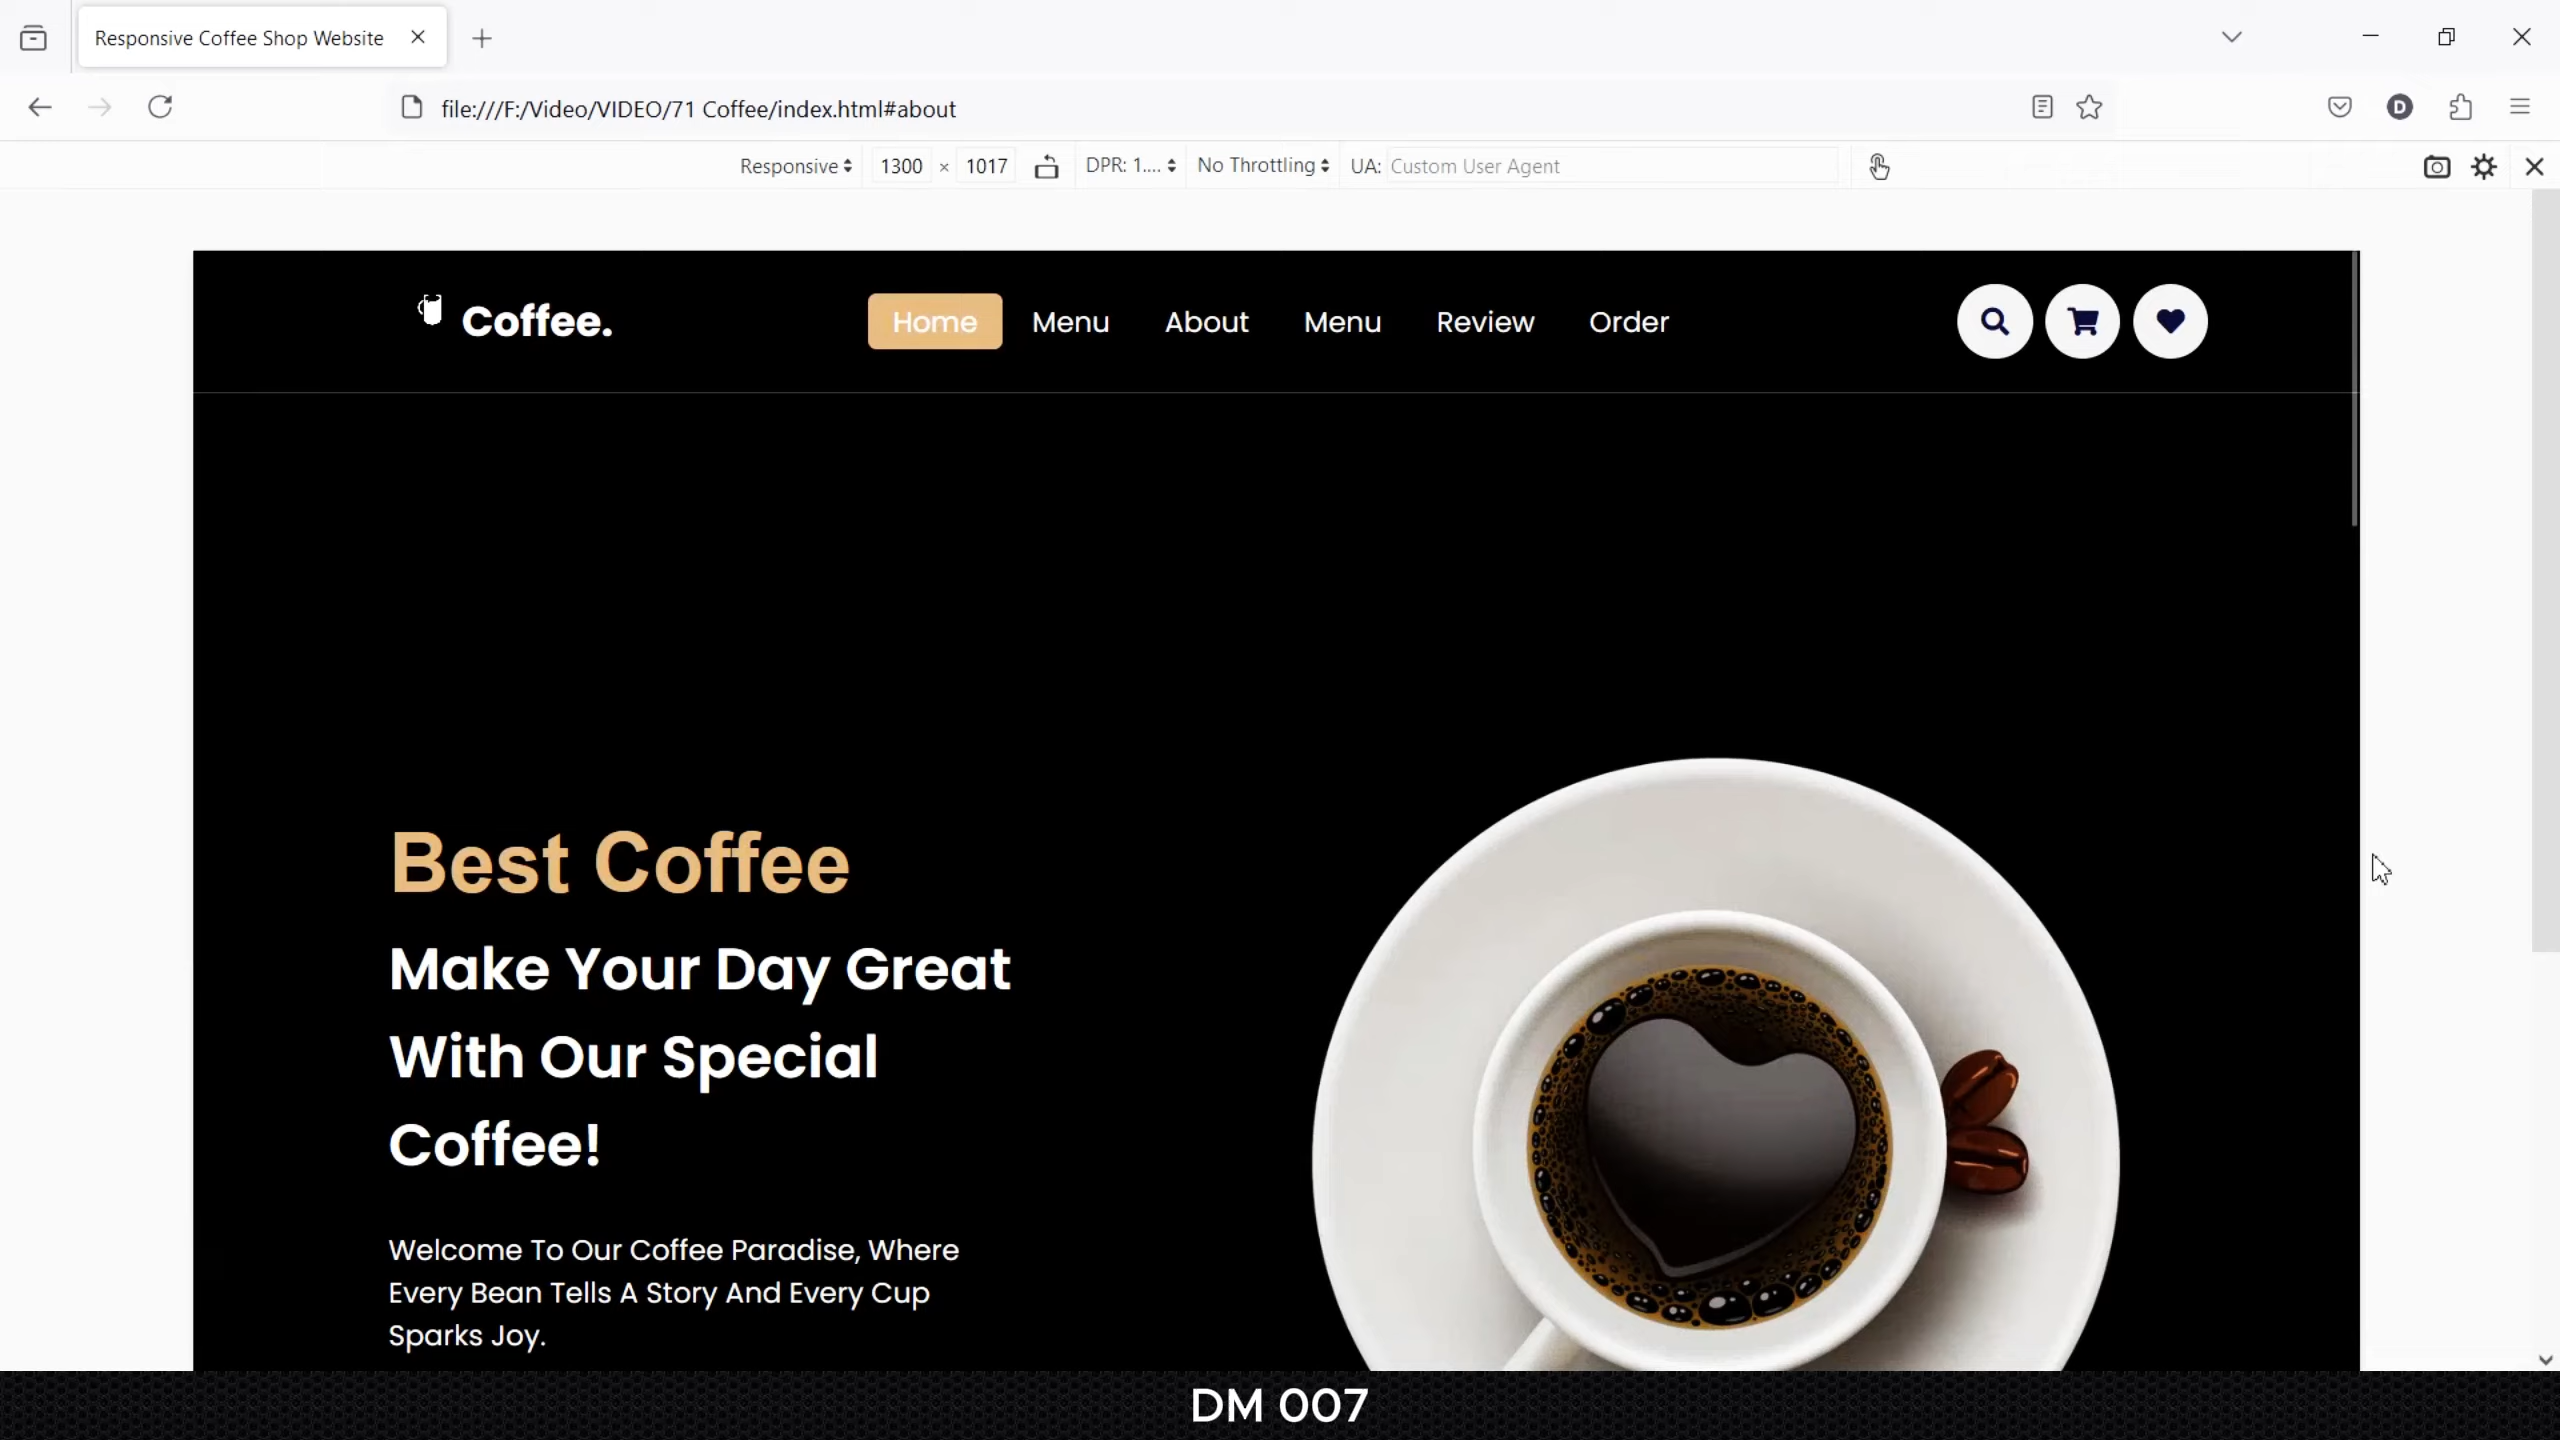 Responsive Coffee Shop Website
file:///F:/Video/VIDEO/71 Coffee/index.html#about
D
Responsive 1300 × 1017 DPR: 1.... No Throttling UA: Custom User Agent
Coffee. Home Menu About Menu Review Order
Best Coffee
Make Your Day Great
With Our Special
Coffee!
Welcome To Our Coffee Paradise, Where
Every Bean Tells A Story And Every Cup
Sparks Joy.
DM 007